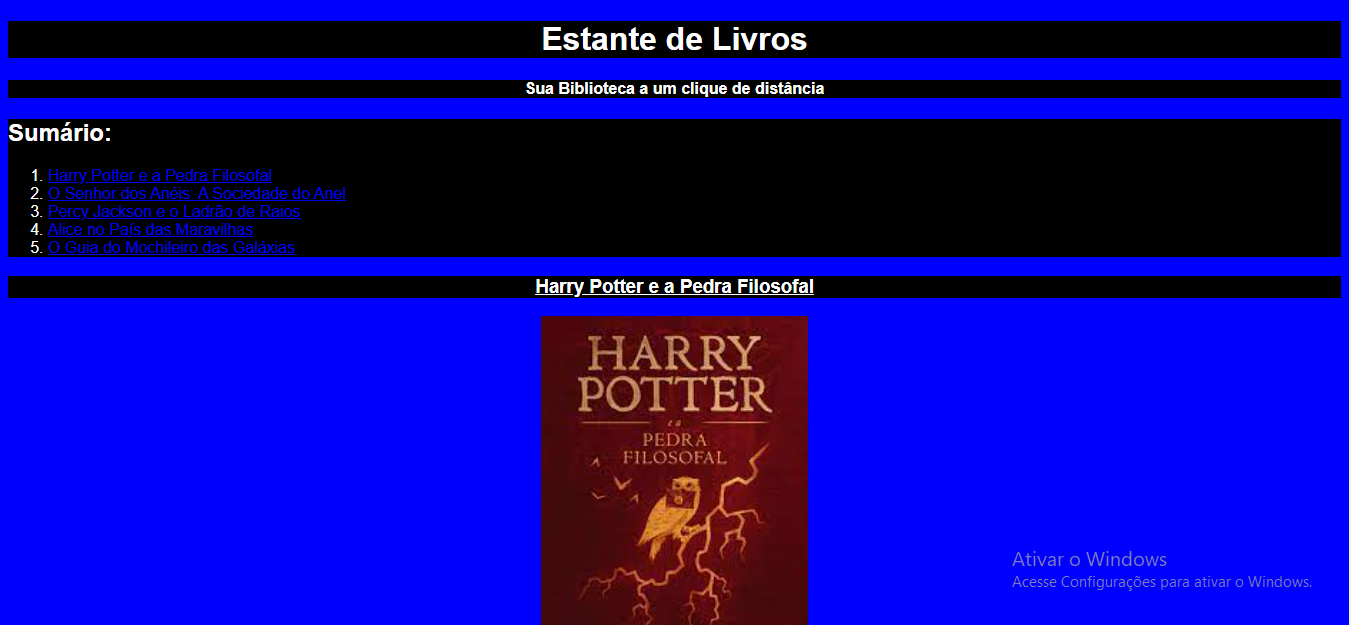 Estante de Livros
Sua Biblioteca a um clique de distância
Sumário:
1. Harry Potter e a Pedra Filosofal
2. O Senhor dos Anéis: A Sociedade do Anel
3. Percy Jackson e o Ladrão de Raios
4. Alice no País das Maravilhas
5. O Guia do Mochileiro das Galáxias
Harry Potter e a Pedra Filosofal
HARRY
POTTER
e a
PEDRA
FILOSOFAL
Ativar o Windows
Acesse Configurações para ativar o Windows.